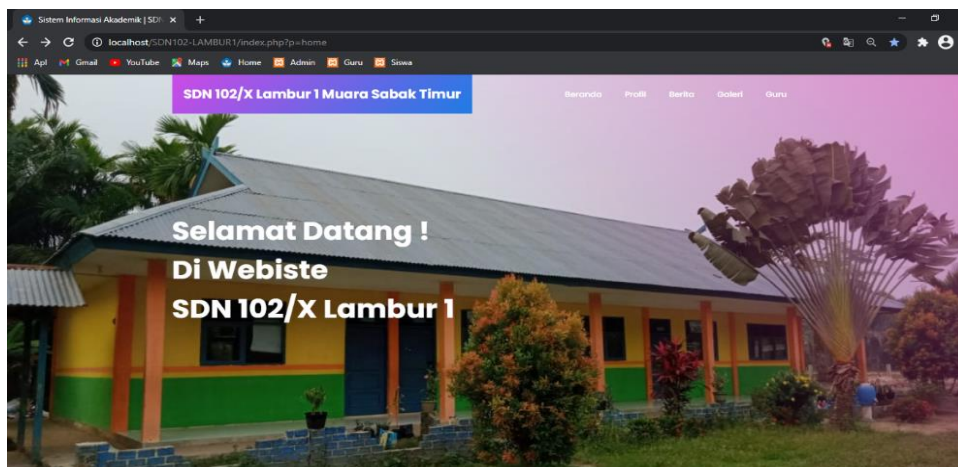 Sistem Informasi Akademik | SDN
localhost/SDN102-LAMBUR1/index.php?p=home
Apl Gmail YouTube Maps Home Admin Guru Siswa
SDN 102/X Lambur 1 Muara Sabak Timur
Beranda Profil Berita Galeri Guru
Selamat Datang !
Di Webiste
SDN 102/X Lambur 1